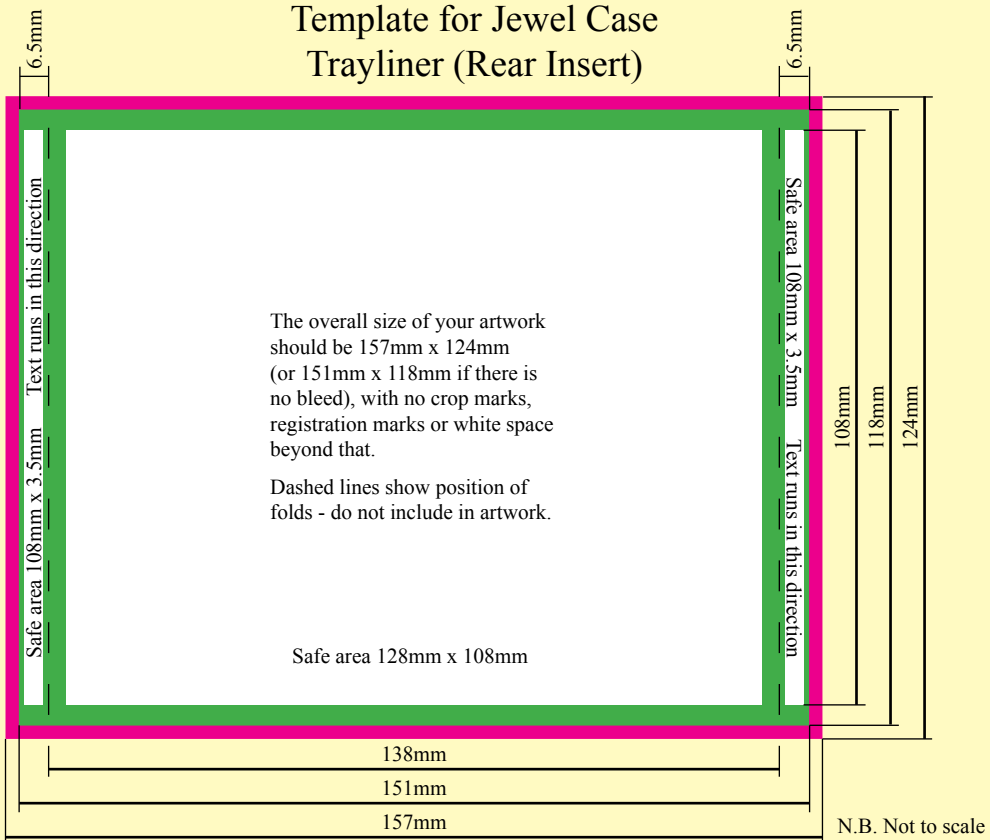 Template for Jewel Case
Trayliner (Rear Insert)
6.5mm
6.5mm
Safe area 108mm x 3.5mm Text runs in this direction
Safe area 108mm x 3.5mm Text runs in this direction
The overall size of your artwork
should be 157mm x 124mm
(or 151mm x 118mm if there is
no bleed), with no crop marks,
registration marks or white space
beyond that.
Dashed lines show position of
folds - do not include in artwork.
Safe area 128mm x 108mm
108mm
118mm
124mm
138mm
151mm
157mm
N.B. Not to scale